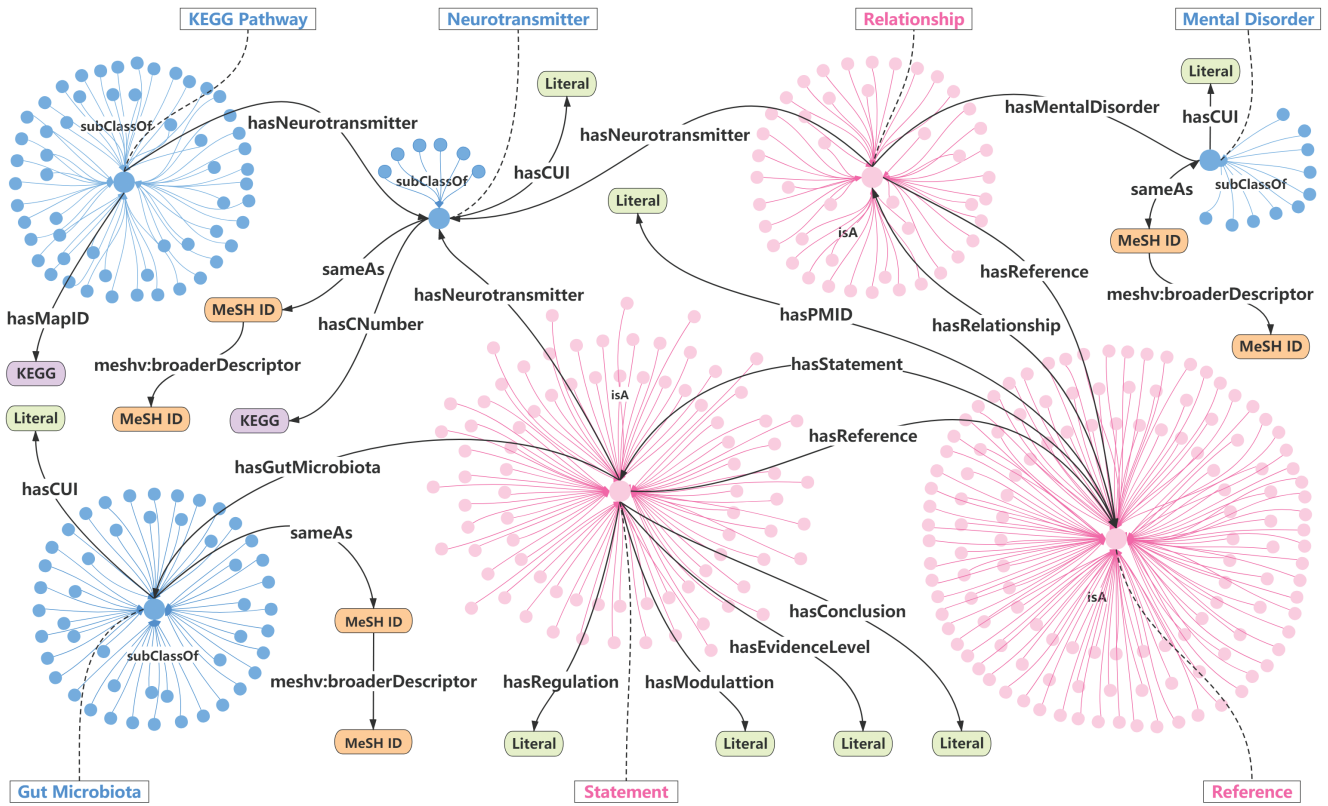 KEGG Pathway
Neurotransmitter
Relationship
Mental Disorder
Literal
Literal
hasMentalDisorder
hasCUI
subClassOf
hasNeurotransmitter
hasNeurotransmitter
hasCUI
subClassOf
sameAs
subClassOf
Literal
isA
MeSH ID
sameAs
hasReference
hasNeurotransmitter
meshv:broaderDescriptor
MeSH ID
hasMapID
hasCNumber
hasPMID
hasRelationship
MeSH ID
meshv:broaderDescriptor
hasStatement
KEGG
isA
Literal
MeSH ID
KEGG
hasReference
hasGutMicrobiota
hasCUI
sameAs
isA
hasConclusion
MeSH ID
hasEvidenceLevel
subClassOf
meshv:broaderDescriptor
hasRegulation
hasModulattion
MeSH ID
Literal
Literal
Literal
Literal
Gut Microbiota
Statement
Reference